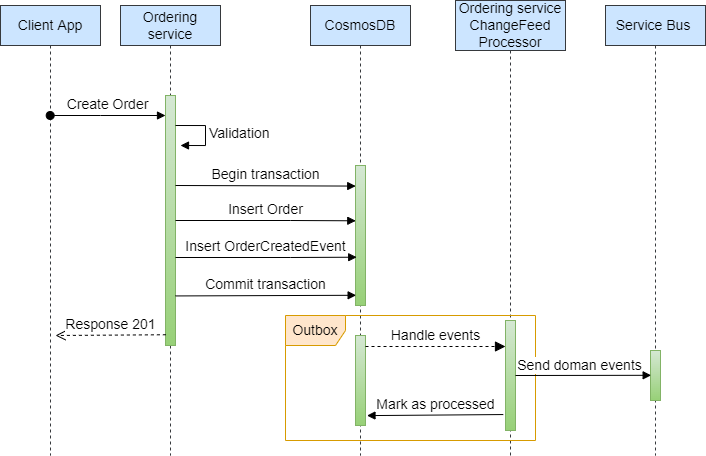 Client App
Ordering
service
CosmosDB
Ordering service
ChangeFeed
Processor
Service Bus
Create Order
Validation
Begin transaction
Insert Order
Insert OrderCreatedEvent
Commit transaction
Response 201
Outbox
Handle events
Send doman events
Mark as processed